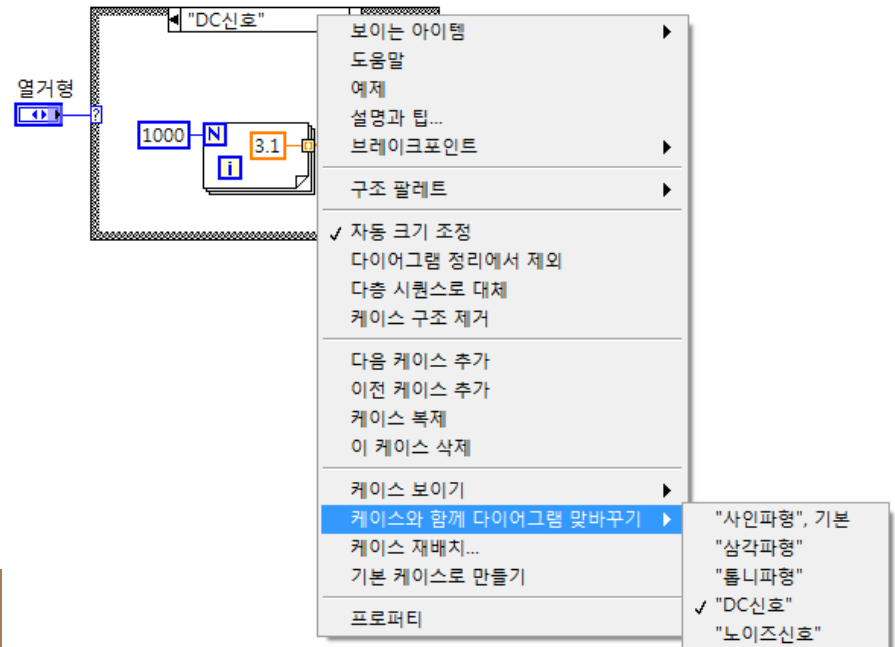 "DC신호"
열거형
?
1000
N
3.1
i
보이는 아이템
도움말
예제
설명과 팁...
브레이크포인트
구조 팔레트
자동 크기 조정
다이어그램 정리에서 제외
다층 시퀀스로 대체
케이스 구조 제거
다음 케이스 추가
이전 케이스 추가
케이스 복제
이 케이스 삭제
케이스 보이기
케이스와 함께 다이어그램 맞바꾸기
케이스 재배치...
기본 케이스로 만들기
프로퍼티
"사인파형", 기본
"삼각파형"
"톱니파형"
"DC신호"
"노이즈신호"